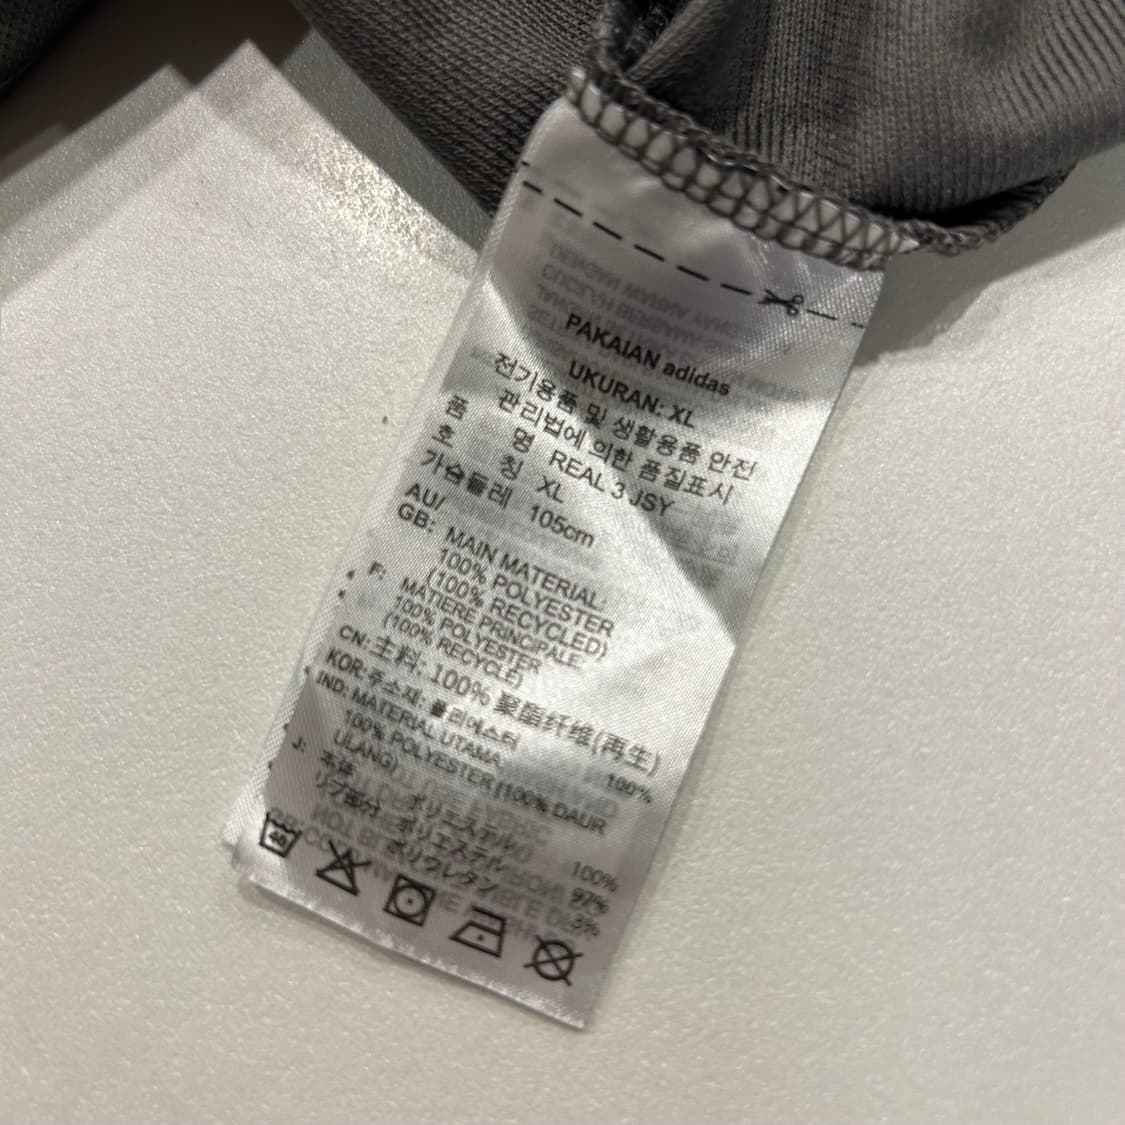 PAKAIAN adidas
UKURAN: XL
전기용품 및 생활용품 안전
관리법에 의한 품질표시
품 명 REAL 3 JSY
호 칭 XL
가슴둘레 105cm
AU/
GB: MAIN MATERIAL:
100% POLYESTER
(100% RECYCLED)
F: MATIERE PRINCIPALE:
100% POLYESTER
(100% RECYCLE)
CN: 主料: 100% 聚酯纤维(再生)
KOR: 주소재: 폴리에스터 100%
IND: MATERIAL UTAMA
100% POLYESTER (100% DAUR
ULANG)
J: 本体 ポリエステル 100%
リブ部分 ポリエステル 97%
ポリウレタン 3%
40